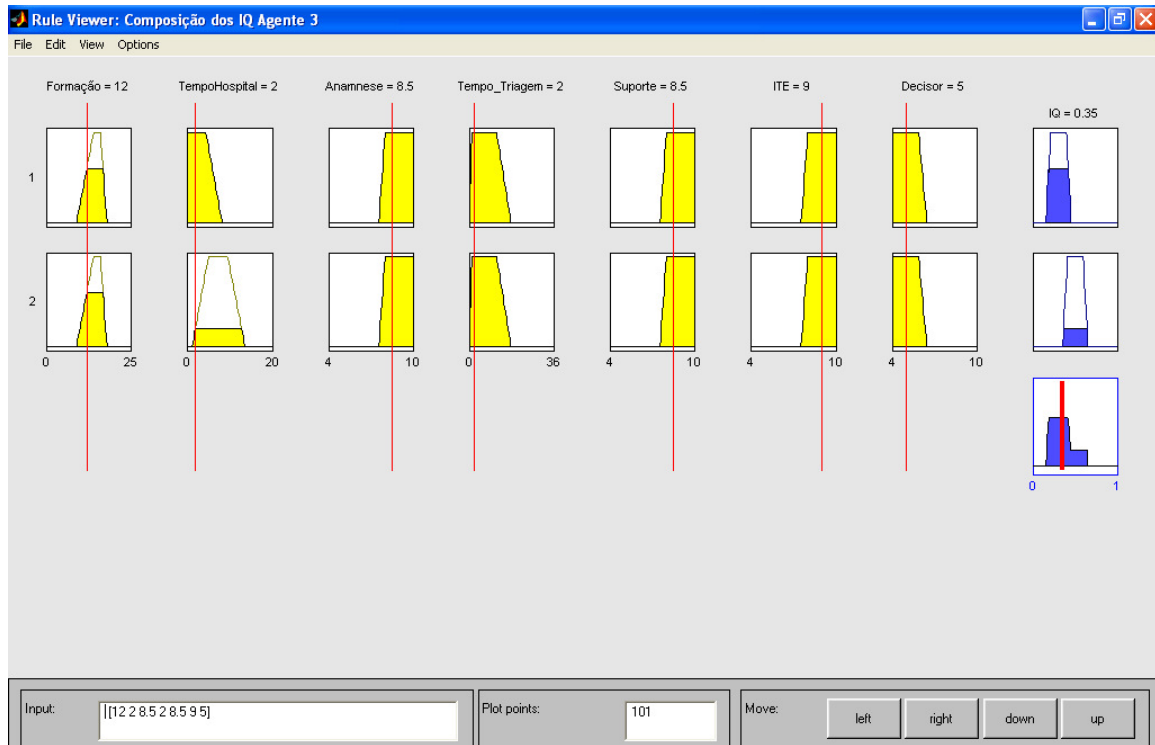 Rule Viewer: Composição dos IQ Agente 3
File Edit View Options
Formação = 12 TempoHospital = 2 Anamnese = 8.5 Tempo_Triagem = 2 Suporte = 8.5 ITE = 9 Decisor = 5
IQ = 0.35
1
2
0 25 0 20 4 10 0 36 4 10 4 10 4 10
0 1
Input: [12 2 8.5 2 8.5 9 5] Plot points: 101 Move: left right down up